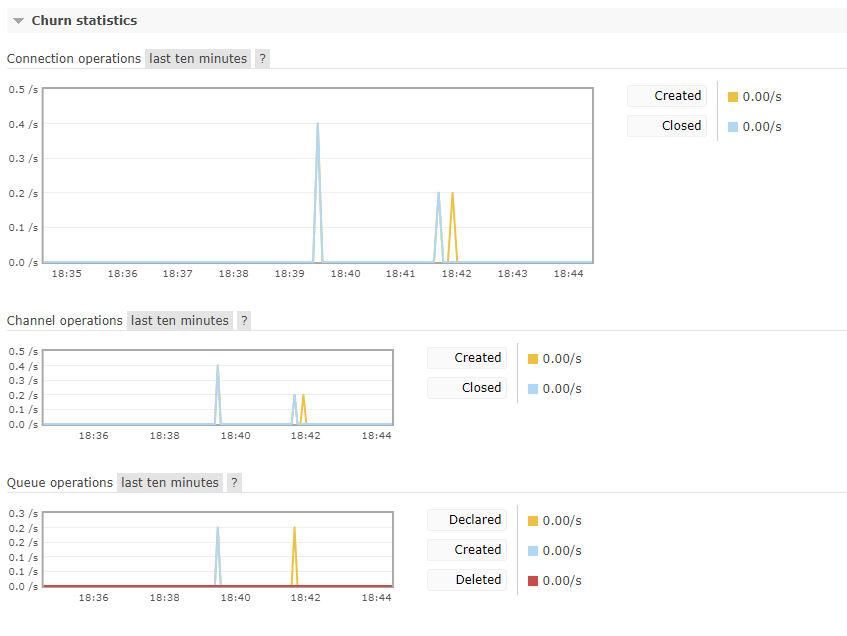 Churn statistics
Connection operations last ten minutes ?
0.5 /s
0.4 /s
0.3 /s
0.2 /s
0.1 /s
0.0 /s
18:35 18:36 18:37 18:38 18:39 18:40 18:41 18:42 18:43 18:44
Created 0.00/s
Closed 0.00/s
Channel operations last ten minutes ?
0.5 /s
0.4 /s
0.3 /s
0.2 /s
0.1 /s
0.0 /s
18:36 18:38 18:40 18:42 18:44
Created 0.00/s
Closed 0.00/s
Queue operations last ten minutes ?
0.3 /s
0.2 /s
0.2 /s
0.1 /s
0.1 /s
0.0 /s
18:36 18:38 18:40 18:42 18:44
Declared 0.00/s
Created 0.00/s
Deleted 0.00/s